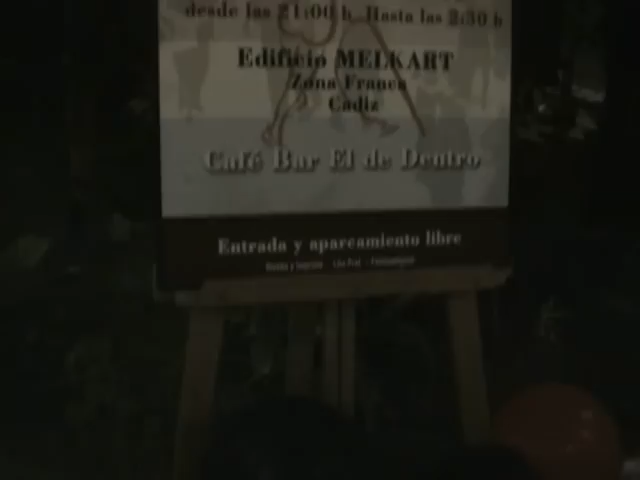 desde las 21:00 h. Hasta las 2:30 h
Edificio MELKART
Zona Franca
Cadiz
Café Bar El de Dentro
Entrada y aparcamiento libre